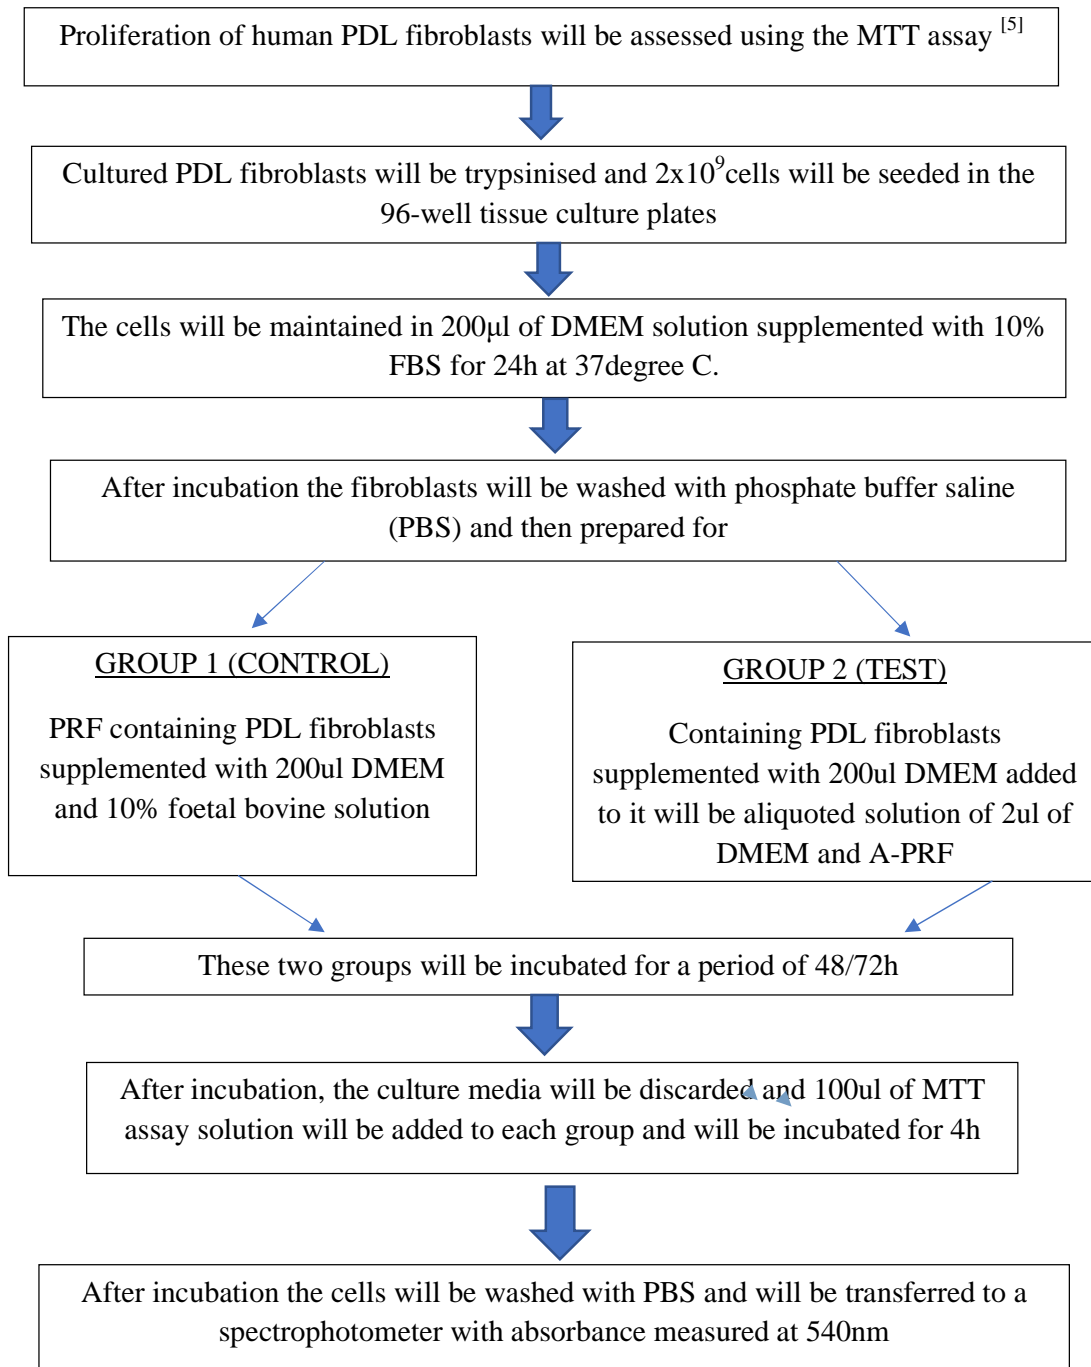 Proliferation of human PDL fibroblasts will be assessed using the MTT assay [5]
Cultured PDL fibroblasts will be trypsinised and 2x10⁹cells will be seeded in the
96-well tissue culture plates
The cells will be maintained in 200μl of DMEM solution supplemented with 10%
FBS for 24h at 37degree C.
After incubation the fibroblasts will be washed with phosphate buffer saline
(PBS) and then prepared for
GROUP 1 (CONTROL)
PRF containing PDL fibroblasts
supplemented with 200ul DMEM
and 10% foetal bovine solution
GROUP 2 (TEST)
Containing PDL fibroblasts
supplemented with 200ul DMEM added
to it will be aliquoted solution of 2ul of
DMEM and A-PRF
These two groups will be incubated for a period of 48/72h
After incubation, the culture media will be discarded and 100ul of MTT
assay solution will be added to each group and will be incubated for 4h
After incubation the cells will be washed with PBS and will be transferred to a
spectrophotometer with absorbance measured at 540nm